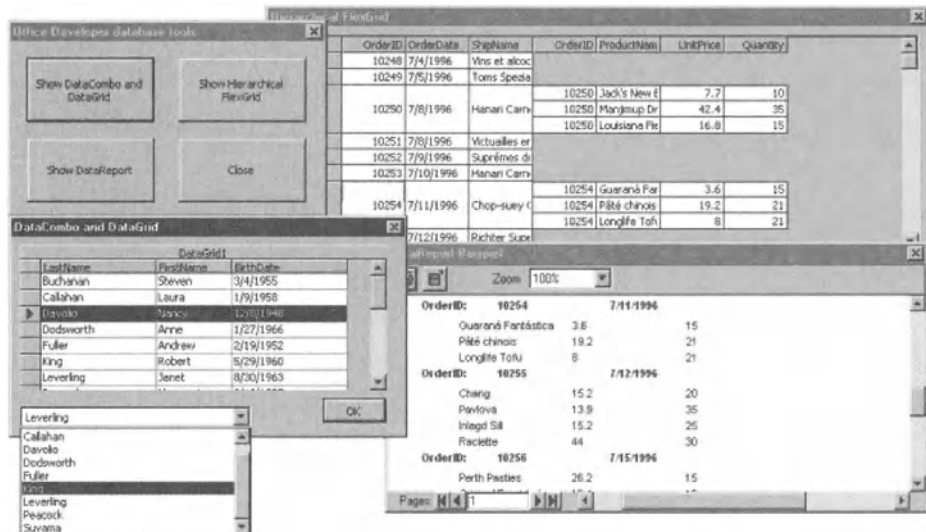 Office Developer database tools
Show DataCombo and DataGrid
Show Hierarchical FlexGrid
Show DataReport
Close
FlexGrid
OrderID OrderDate ShipName OrderID ProductNam UnitPrice Quantity
10248 7/4/1996 Vins et alcoo
10249 7/5/1996 Toms Spezia
10250 7/8/1996 Hanari Carn
10250 Jack's New E 7.7 10
10250 Manjimup Dr 42.4 35
10250 Louisiana Fie 16.8 15
10251 7/8/1996 Victuailles er
10252 7/9/1996 Suprêmes d
10253 7/10/1996 Hanari Carn
10254 7/11/1996 Chop-suey C
10254 Guaraná Far 3.6 15
10254 Pâté chinois 19.2 21
10254 Longlife Tofu 8 21
7/12/1996 Richter Supe
DataCombo and DataGrid
DataGrid1
LastName FirstName BirthDate
Buchanan Steven 3/4/1955
Callahan Laura 1/9/1958
Davolio Nancy 12/8/1948
Dodsworth Anne 1/27/1966
Fuller Andrew 2/19/1952
King Robert 5/29/1960
Leverling Janet 8/30/1963
OK
Leverling
Callahan
Davolio
Dodsworth
Fuller
King
Leverling
Peacock
Suyama
Zoom 100%
OrderID: 10254 7/11/1996
Guaraná Fantástica 3.6 15
Pâté chinois 19.2 21
Longlife Tofu 8 21
OrderID: 10255 7/12/1996
Chang 15.2 20
Pavlova 13.9 35
Inlagd Sill 15.2 25
Raclette 44 30
OrderID: 10256 7/15/1996
Perth Pasties 26.2 15
Pages: 1